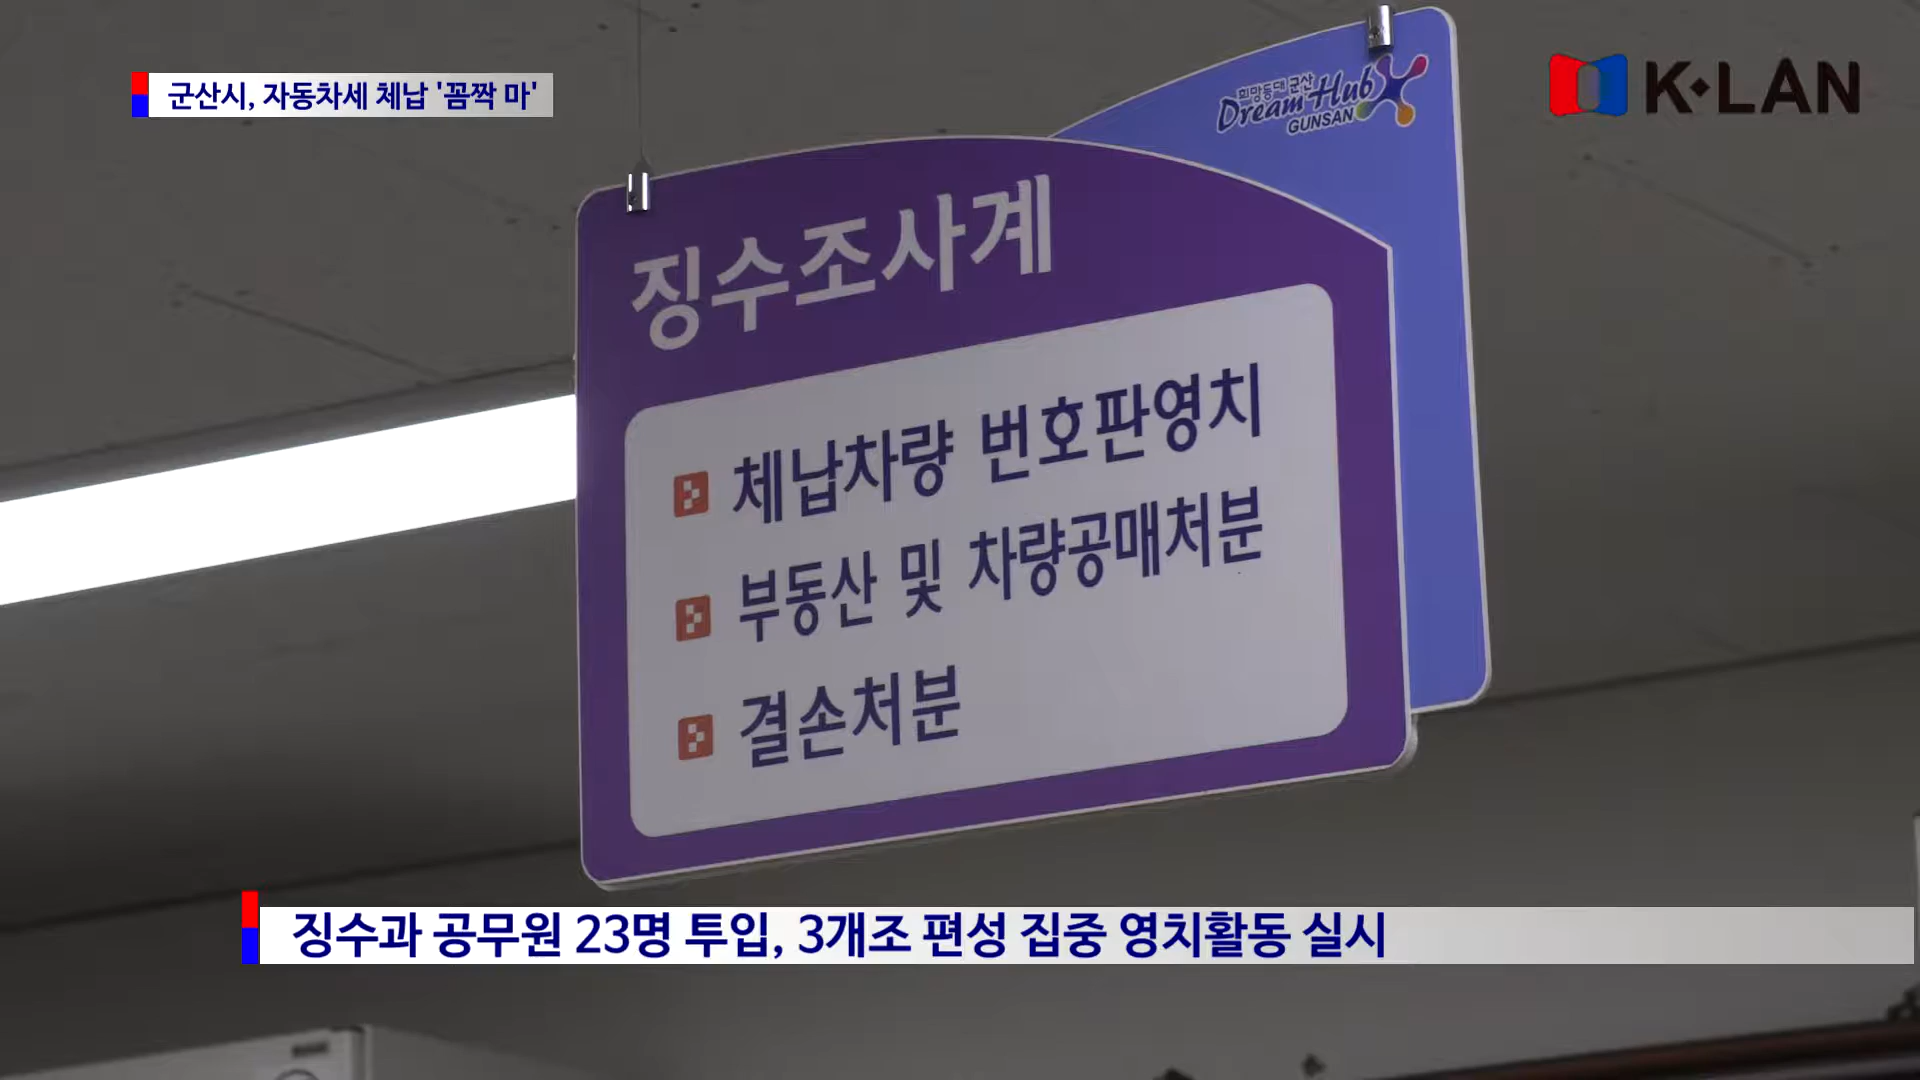 군산시, 자동차세 체납 '꼼짝 마'
K·LAN
희망동대 군산
Dream Hub
GUNSAN
징수조사계
체납차량 번호판영치
부동산 및 차량공매처분
결손처분
징수과 공무원 23명 투입, 3개조 편성 집중 영치활동 실시